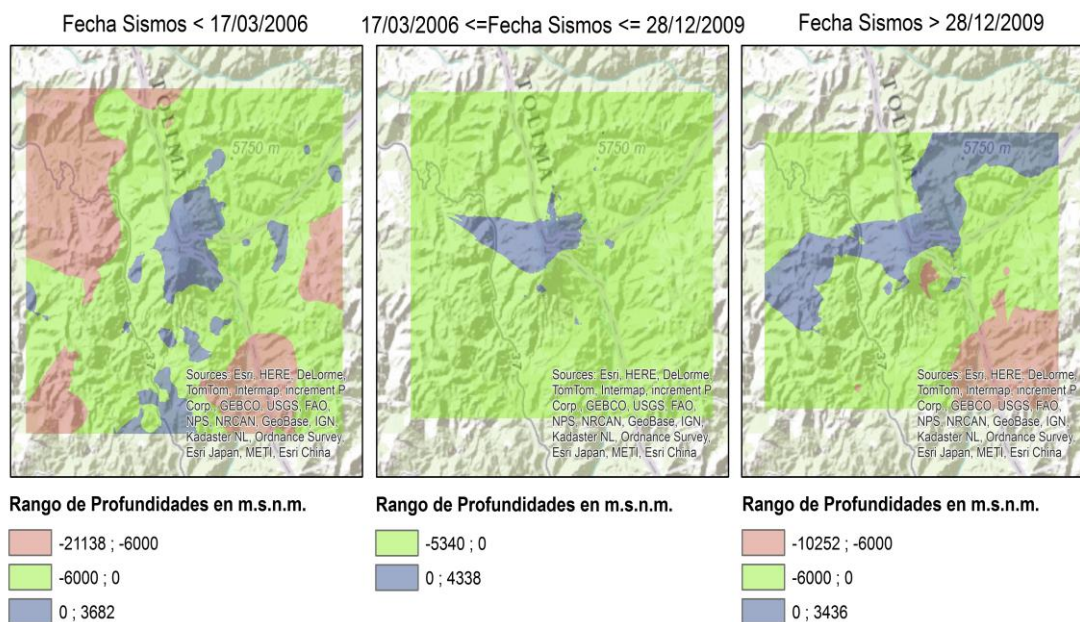 Fecha Sismos < 17/03/2006
17/03/2006 <=Fecha Sismos <= 28/12/2009
Fecha Sismos > 28/12/2009
TOLIMA
5750 m
37
Sources: Esri, HERE, DeLorme,
TomTom, Intermap, increment P
Corp., GEBCO, USGS, FAO,
NPS, NRCAN, GeoBase, IGN,
Kadaster NL, Ordnance Survey,
Esri Japan, METI, Esri China
TOLIMA
5750 m
37
Sources: Esri, HERE, DeLorme,
TomTom, Intermap, increment P
Corp., GEBCO, USGS, FAO,
NPS, NRCAN, GeoBase, IGN,
Kadaster NL, Ordnance Survey,
Esri Japan, METI, Esri China
TOLIMA
5750 m
37
Sources: Esri, HERE, DeLorme,
TomTom, Intermap, increment P
Corp., GEBCO, USGS, FAO,
NPS, NRCAN, GeoBase, IGN,
Kadaster NL, Ordnance Survey,
Esri Japan, METI, Esri China
Rango de Profundidades en m.s.n.m.
-21138 ; -6000
-6000 ; 0
0 ; 3682
Rango de Profundidades en m.s.n.m.
-5340 ; 0
0 ; 4338
Rango de Profundidades en m.s.n.m.
-10252 ; -6000
-6000 ; 0
0 ; 3436